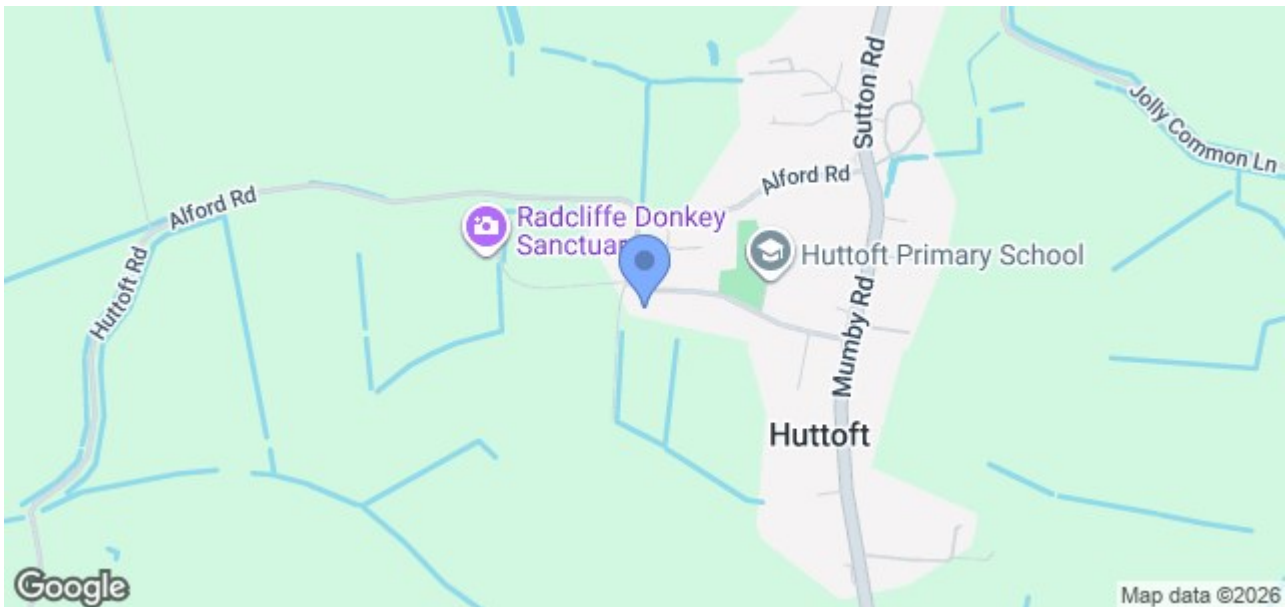 Sutton Rd
Jolly Common Ln
Alford Rd
Alford Rd
Radcliffe Donkey
Sanctuar
Huttoft Primary School
Huttoft Rd
Mumby Rd
Huttoft
Google
Map data ©2026